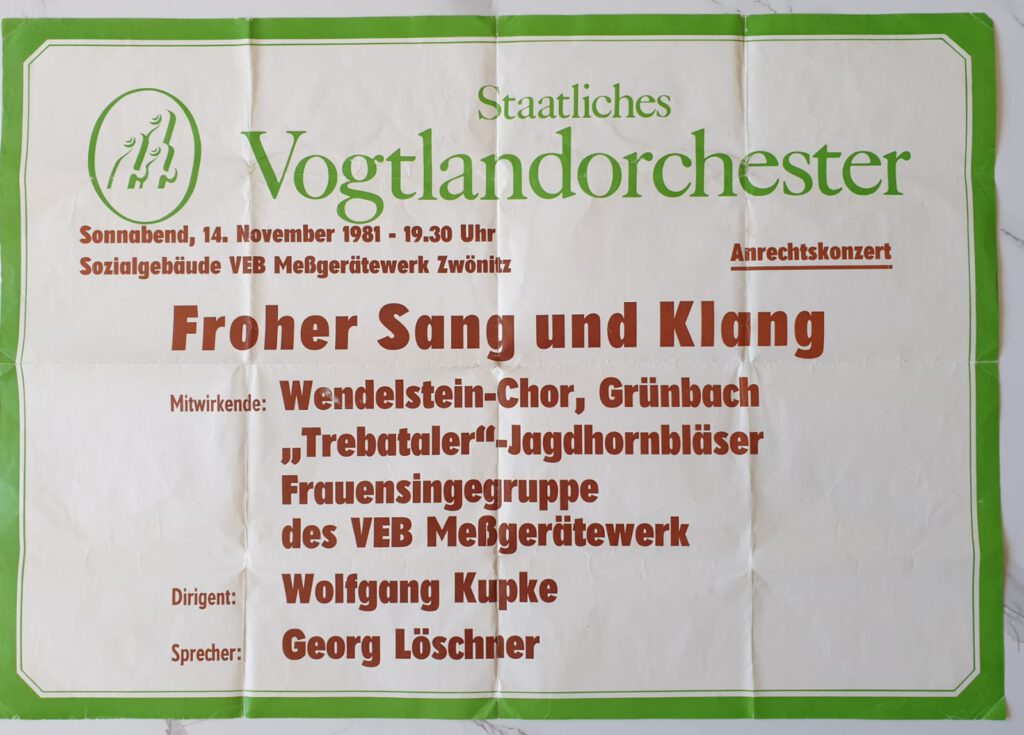 Staatliches
Vogtlandorchester
Sonnabend, 14. November 1981 - 19.30 Uhr
Sozialgebäude VEB Meßgerätewerk Zwönitz
Anrechtskonzert
Froher Sang und Klang
Mitwirkende: Wendelstein-Chor, Grünbach
„Trebataler“-Jagdhornbläser
Frauensingegruppe
des VEB Meßgerätewerk
Dirigent: Wolfgang Kupke
Sprecher: Georg Löschner